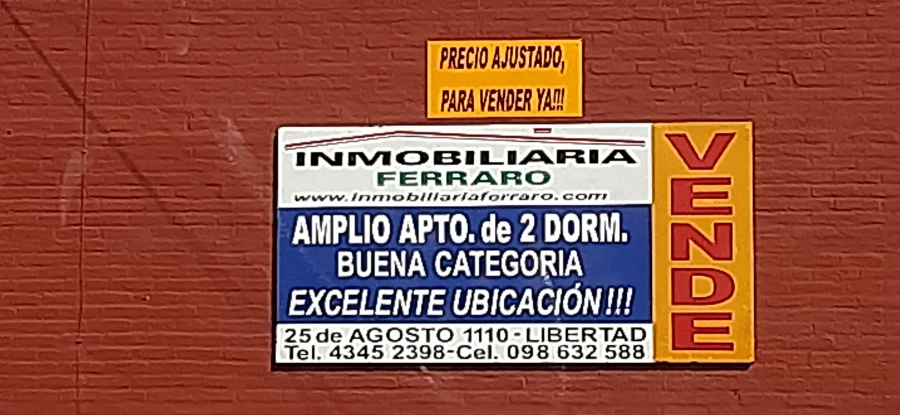 PRECIO AJUSTADO,
PARA VENDER YA!!!
INMOBILIARIA
FERRARO
www.inmobiliariaferraro.com
AMPLIO APTO. de 2 DORM.
BUENA CATEGORIA
EXCELENTE UBICACIÓN!!!
25 de AGOSTO 1110 - LIBERTAD
Tel. 4345 2398 - Cel. 098 632 588
VENDE